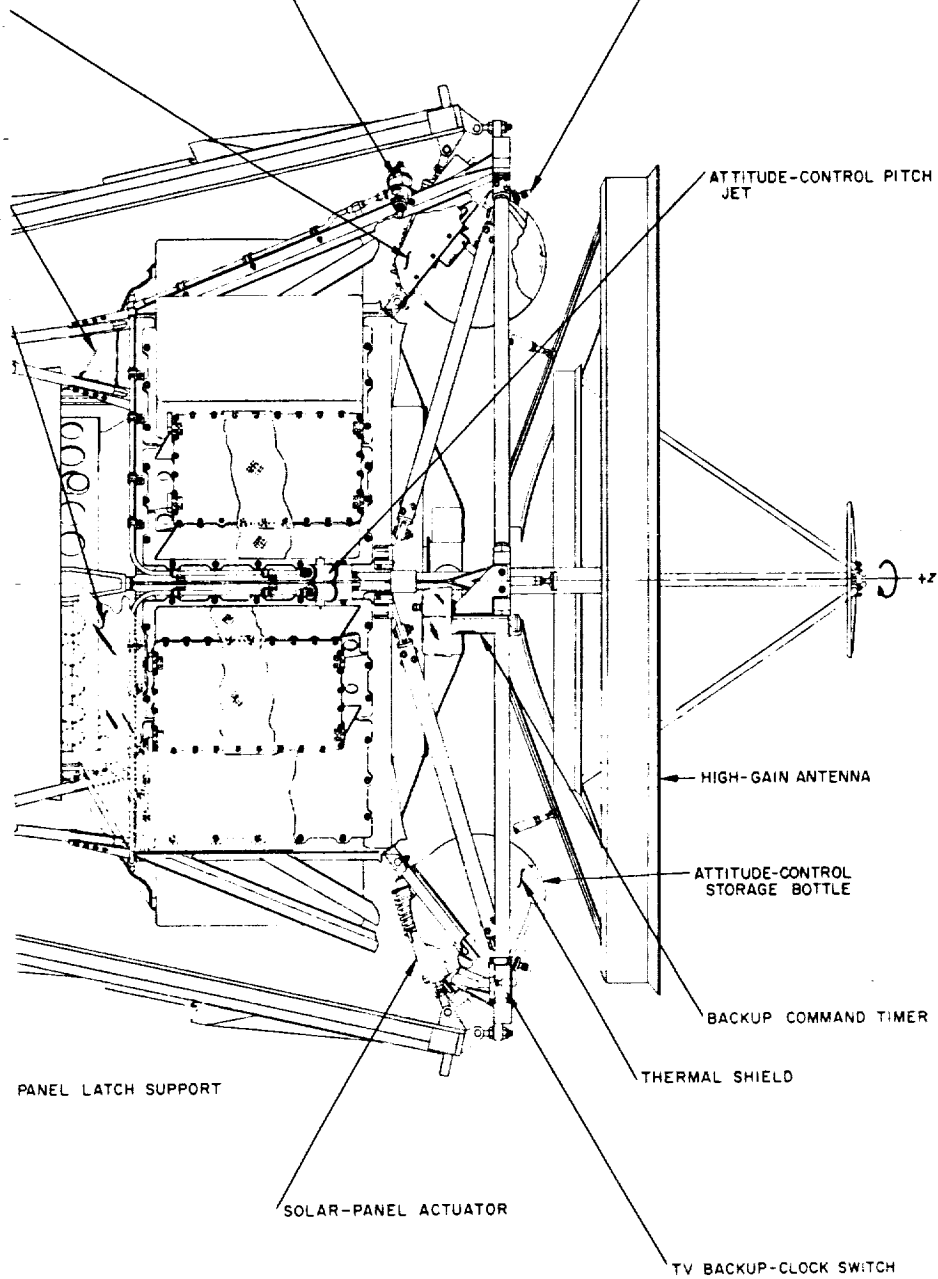 ATTITUDE-CONTROL PITCH
JET
+Z
HIGH-GAIN ANTENNA
ATTITUDE-CONTROL
STORAGE BOTTLE
BACKUP COMMAND TIMER
THERMAL SHIELD
PANEL LATCH SUPPORT
SOLAR-PANEL ACTUATOR
TV BACKUP-CLOCK SWITCH